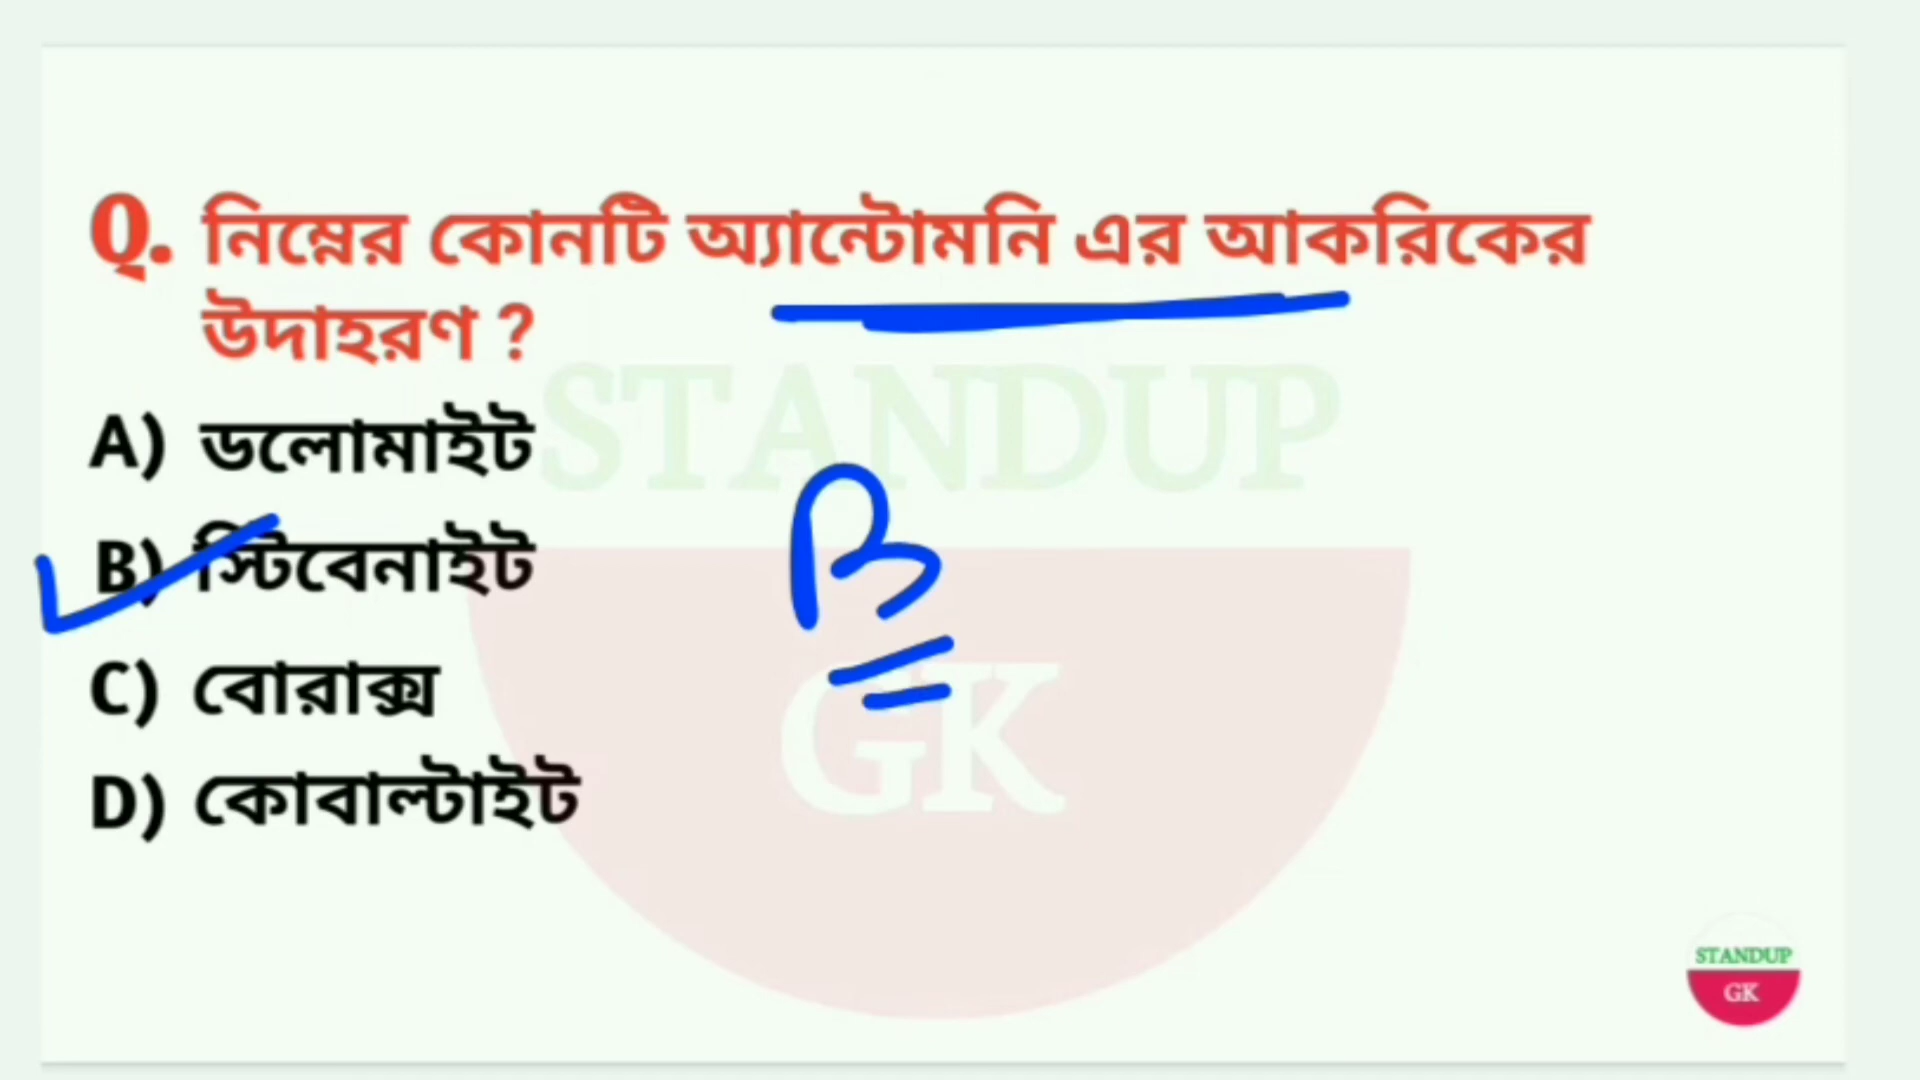 Q. নিম্নের কোনটি অ্যান্টোমনি এর আকরিকের
উদাহরণ ?
A) ডলোমাইট
B) স্টিবেনাইট
C) বোরাক্স
D) কোবাল্টাইট
B
STANDUP
GK
STANDUP
GK